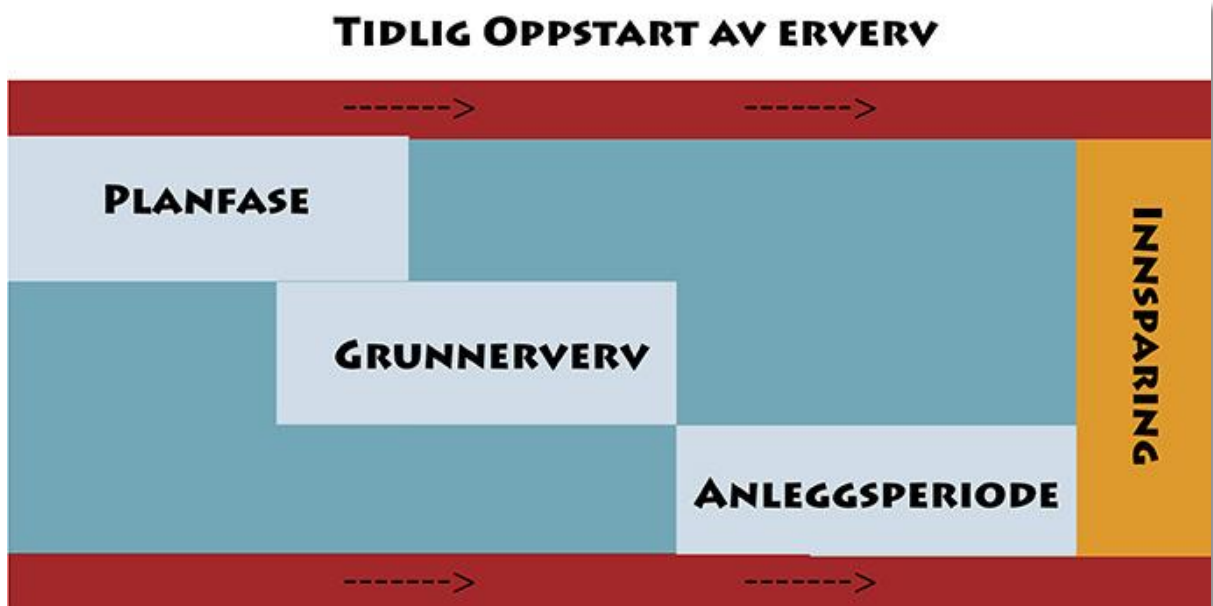 Tidlig Oppstart av erverv
------->   ------->
Planfase
Grunnerverv
Anleggsperiode
Innsparing
------->   ------->